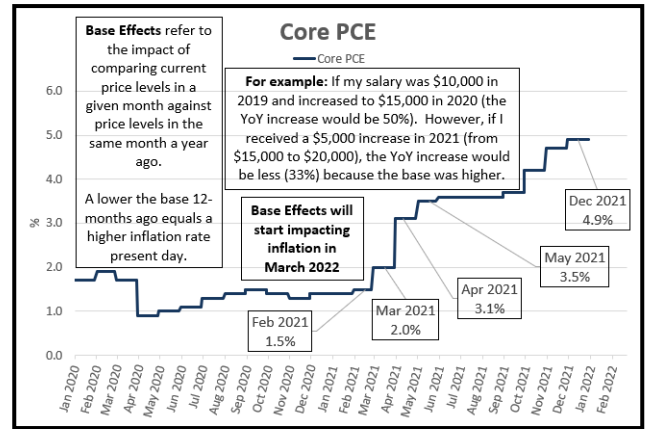 Core PCE
Core PCE
Base Effects refer to
the impact of
comparing current
price levels in a
given month against
price levels in the
same month a year
ago.
A lower the base 12-
months ago equals a
higher inflation rate
present day.
For example: If my salary was $10,000 in
2019 and increased to $15,000 in 2020 (the
YoY increase would be 50%). However, if I
received a $5,000 increase in 2021 (from
$15,000 to $20,000), the YoY increase would
be less (33%) because the base was higher.
Base Effects will
start impacting
inflation in
March 2022
Dec 2021
4.9%
May 2021
3.5%
Apr 2021
3.1%
Mar 2021
2.0%
Feb 2021
1.5%
%
6.0
5.0
4.0
3.0
2.0
1.0
0.0
Jan 2020
Feb 2020
Mar 2020
Apr 2020
May 2020
Jun 2020
Jul 2020
Aug 2020
Sep 2020
Oct 2020
Nov 2020
Dec 2020
Jan 2021
Feb 2021
Mar 2021
Apr 2021
May 2021
Jun 2021
Jul 2021
Aug 2021
Sep 2021
Oct 2021
Nov 2021
Dec 2021
Jan 2022
Feb 2022